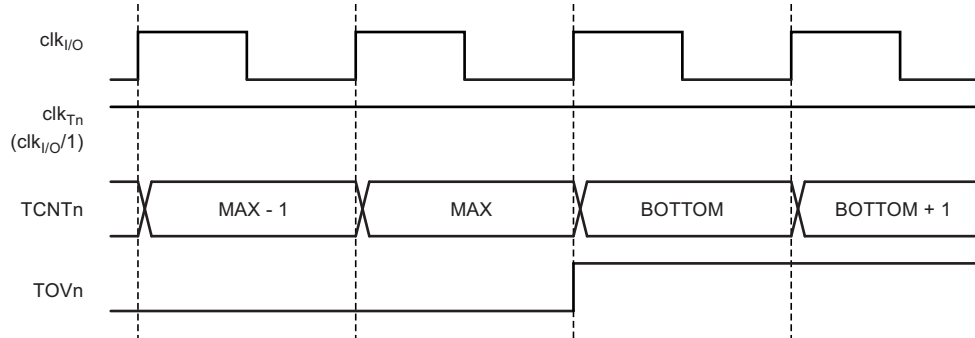 clkI/O
clkTn
(clkI/O/1)
TCNTn MAX - 1 MAX BOTTOM BOTTOM + 1
TOVn